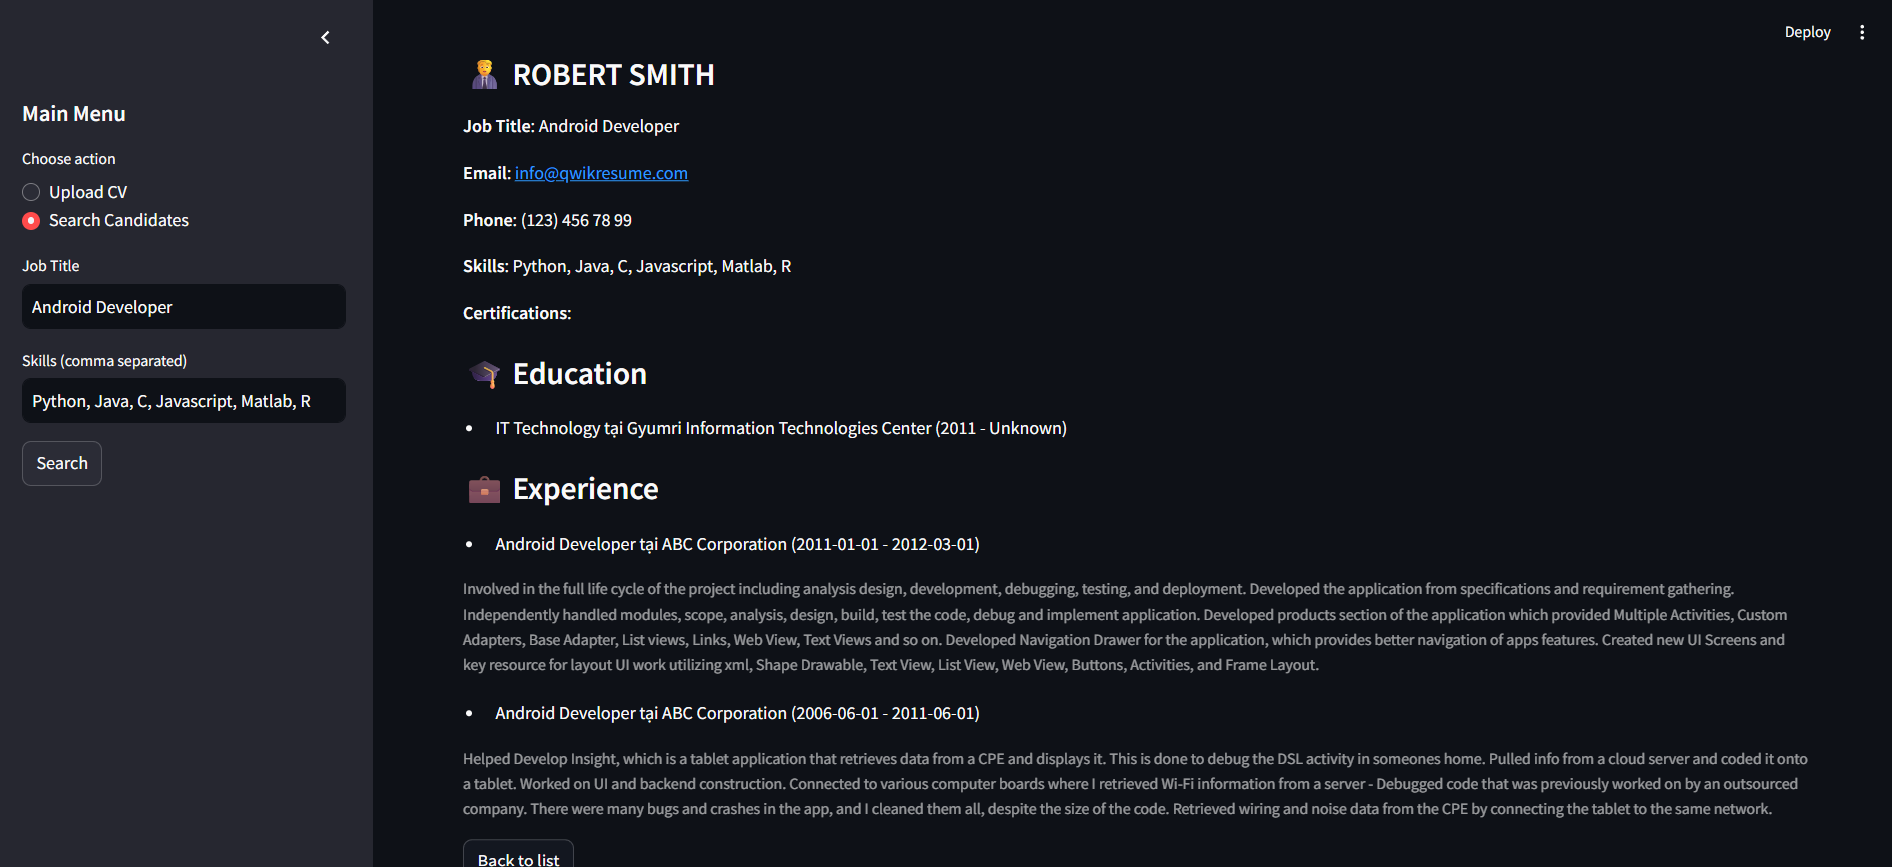 Deploy
Main Menu
Choose action
Upload CV
Search Candidates
Job Title
Android Developer
Skills (comma separated)
Python, Java, C, Javascript, Matlab, R
Search
ROBERT SMITH
Job Title: Android Developer
Email: info@qwikresume.com
Phone: (123) 456 78 99
Skills: Python, Java, C, Javascript, Matlab, R
Certifications:
Education
• IT Technology tại Gyumri Information Technologies Center (2011 - Unknown)
Experience
• Android Developer tại ABC Corporation (2011-01-01 - 2012-03-01)
Involved in the full life cycle of the project including analysis design, development, debugging, testing, and deployment. Developed the application from specifications and requirement gathering.
Independently handled modules, scope, analysis, design, build, test the code, debug and implement application. Developed products section of the application which provided Multiple Activities, Custom
Adapters, Base Adapter, List views, Links, Web View, Text Views and so on. Developed Navigation Drawer for the application, which provides better navigation of apps features. Created new UI Screens and
key resource for layout UI work utilizing xml, Shape Drawable, Text View, List View, Web View, Buttons, Activities, and Frame Layout.
• Android Developer tại ABC Corporation (2006-06-01 - 2011-06-01)
Helped Develop Insight, which is a tablet application that retrieves data from a CPE and displays it. This is done to debug the DSL activity in someones home. Pulled info from a cloud server and coded it onto
a tablet. Worked on UI and backend construction. Connected to various computer boards where I retrieved Wi-Fi information from a server - Debugged code that was previously worked on by an outsourced
company. There were many bugs and crashes in the app, and I cleaned them all, despite the size of the code. Retrieved wiring and noise data from the CPE by connecting the tablet to the same network.
Back to list